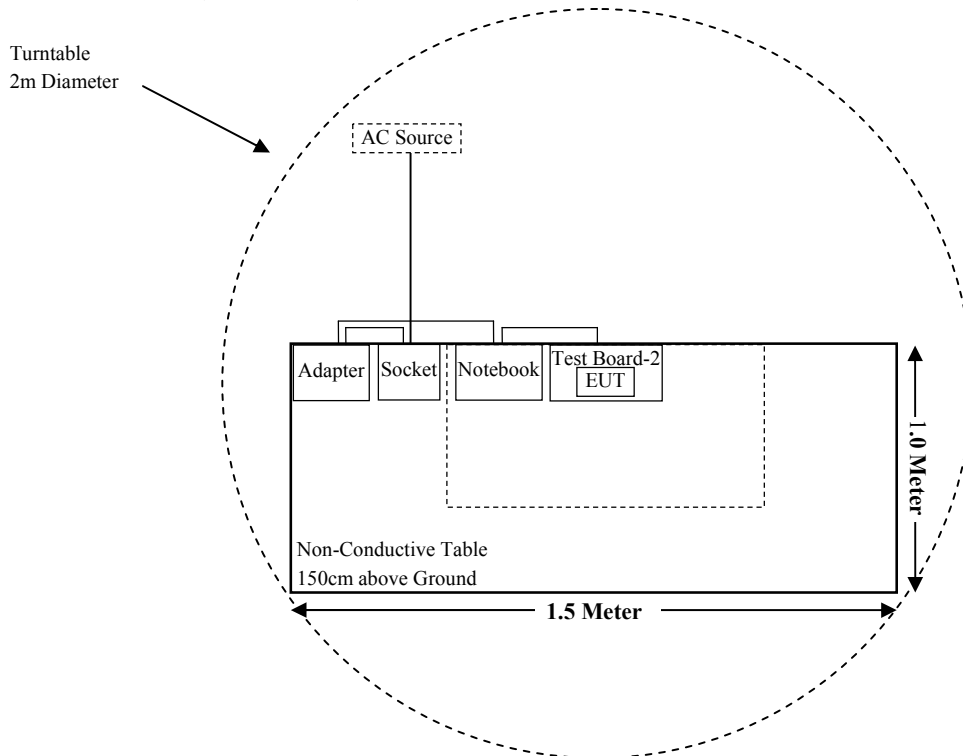 Turntable
2m Diameter
AC Source
Adapter
Socket
Notebook
Test Board-2
EUT
1.0 Meter
Non-Conductive Table
150cm above Ground
1.5 Meter